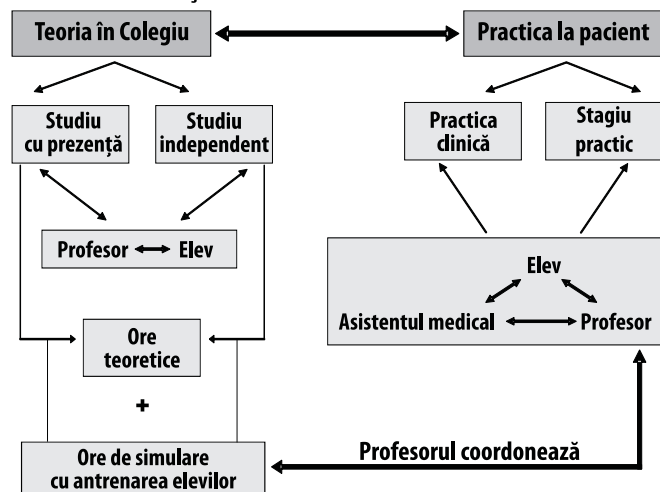 Teoria în Colegiu
Practica la pacient
Studiu
cu prezență
Studiu
independent
Practica
clinică
Stagiu
practic
Profesor
Elev
Elev
Asistentul medical
Profesor
Ore
teoretice
+
Ore de simulare
cu antrenarea elevilor
Profesorul coordonează